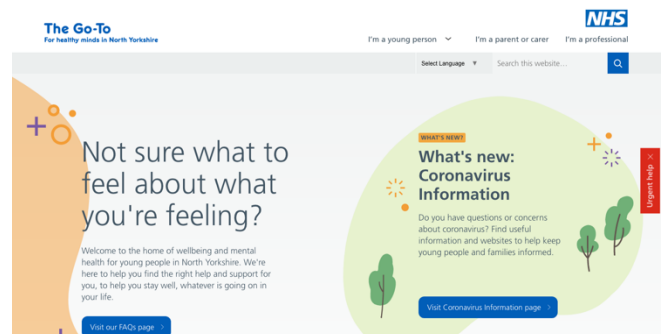 NHS
The Go-To
For healthy minds in North Yorkshire
I'm a young person
I'm a parent or carer
I'm a professional
Select Language ▼
Search this website...
Not sure what to
feel about what
you're feeling?
Welcome to the home of wellbeing and mental
health for young people in North Yorkshire. We're
here to help you find the right help and support for
you, to help you stay well, whatever is going on in
your life.
Visit our FAQs page
WHAT'S NEW?
What's new:
Coronavirus
Information
Do you have questions or concerns
about coronavirus? Find useful
information and websites to help keep
young people and families informed.
Visit Coronavirus Information page
Urgent help ×